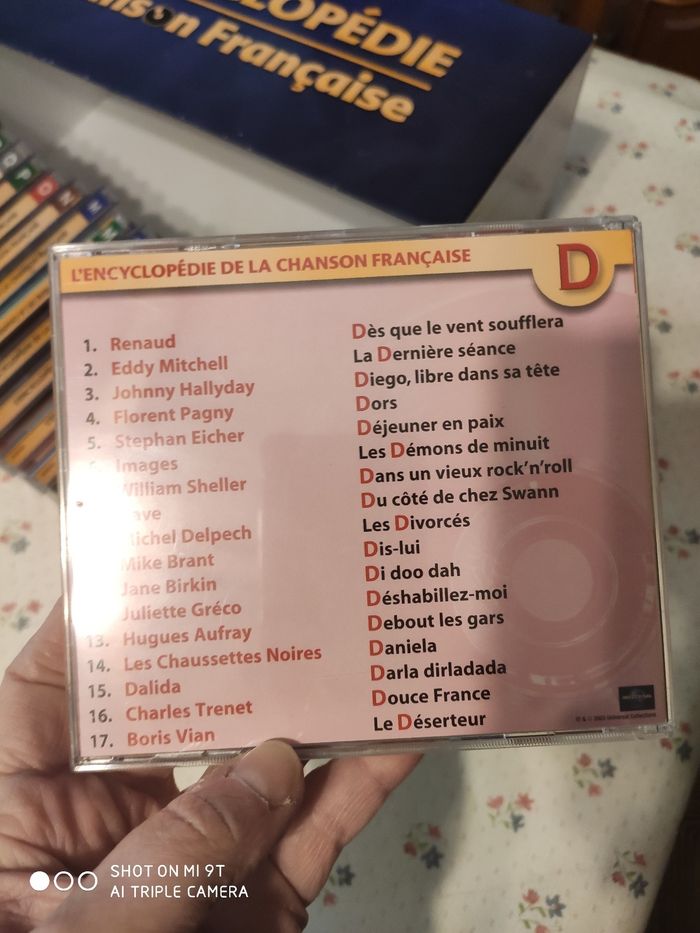 CLOPÉDIE
anson Française
L'ENCYCLOPÉDIE DE LA CHANSON FRANÇAISE
D
1. Renaud Dès que le vent soufflera
2. Eddy Mitchell La Dernière séance
3. Johnny Hallyday Diego, libre dans sa tête
4. Florent Pagny Dors
5. Stephan Eicher Déjeuner en paix
Images Les Démons de minuit
William Sheller Dans un vieux rock'n'roll
ave Du côté de chez Swann
Michel Delpech Les Divorcés
Mike Brant Dis-lui
Jane Birkin Di doo dah
Juliette Gréco Déshabillez-moi
13. Hugues Aufray Debout les gars
14. Les Chaussettes Noires Daniela
15. Dalida Darla dirladada
16. Charles Trenet Douce France
17. Boris Vian Le Déserteur
SHOT ON MI 9T
AI TRIPLE CAMERA